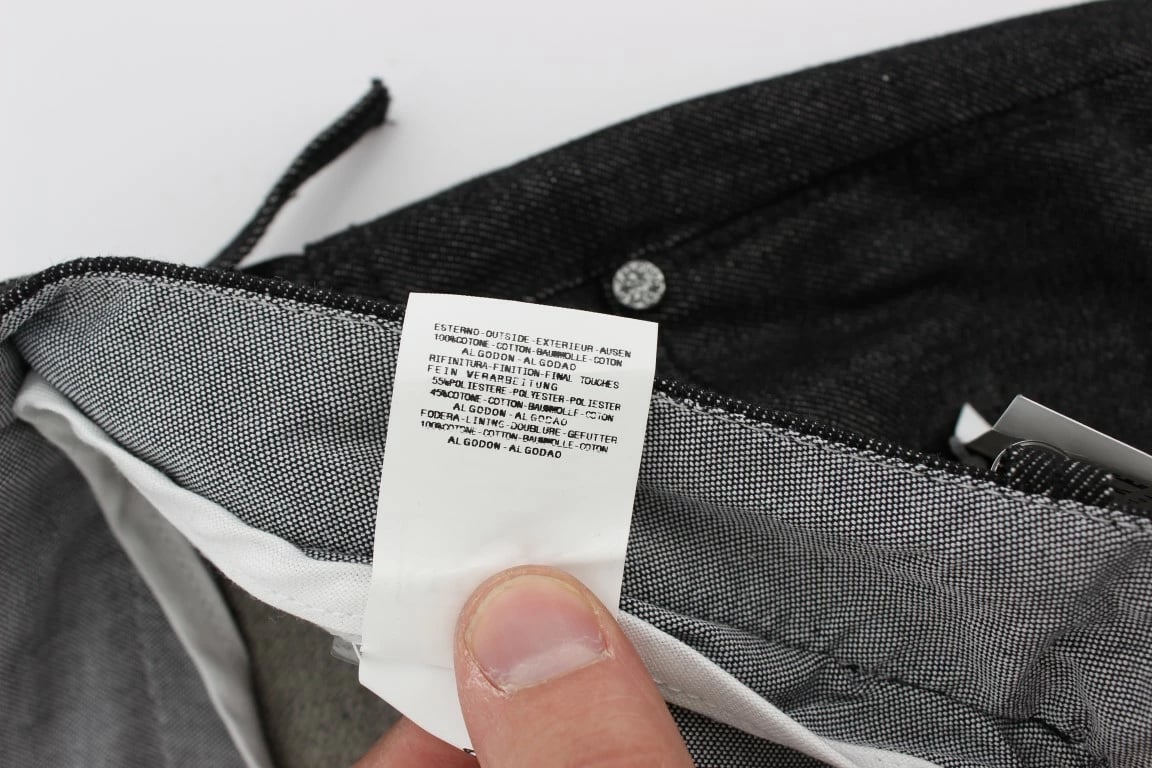 ESTERNO-OUTSIDE-EXTERIEUR-AUSEN
100%COTONE-COTTON-BAUMWOLLE-COTON
ALGODON-ALGODAO
RIFINITURA-FINITION-FINAL TOUCHES
FEIN VERARBEITUNG
55%POLIESTERE-POLYESTER-POLIESTER
45%COTONE-COTTON-BAUMWOLLE-COTON
ALGODON-ALGODAO
FODERA-LINING-DOUBLURE-GEFUTTER
100%COTONE-COTTON-BAUMWOLLE-COTON
ALGODON-ALGODAO